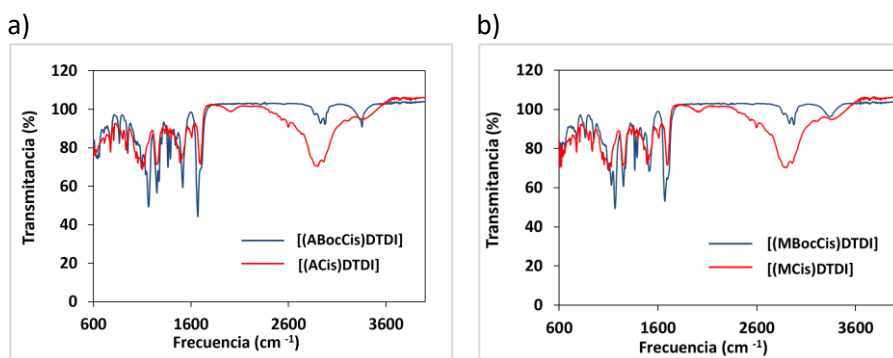 a)
120
100
80
60
40
20
0
Transmitancia (%)
600
1600
2600
3600
Frecuencia (cm -1)
[(ABocCis)DTDI]
[(ACis)DTDI]
b)
120
100
80
60
40
20
0
Transmitancia (%)
600
1600
2600
3600
Frecuencia (cm -1)
[(MBocCis)DTDI]
[(MCis)DTDI]